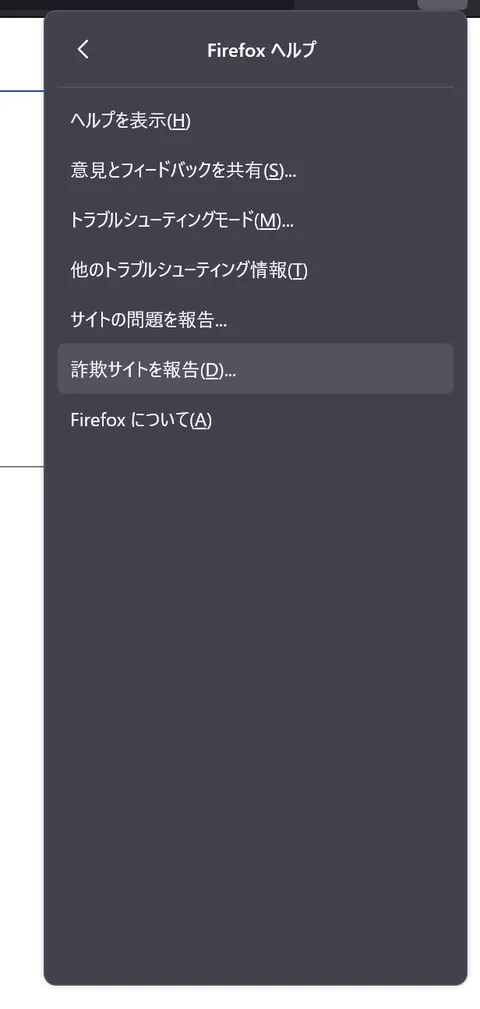 Firefox ヘルプ
ヘルプを表示(H)
意見とフィードバックを共有(S)...
トラブルシューティングモード(M)...
他のトラブルシューティング情報(T)
サイトの問題を報告...
詐欺サイトを報告(D)...
Firefox について(A)